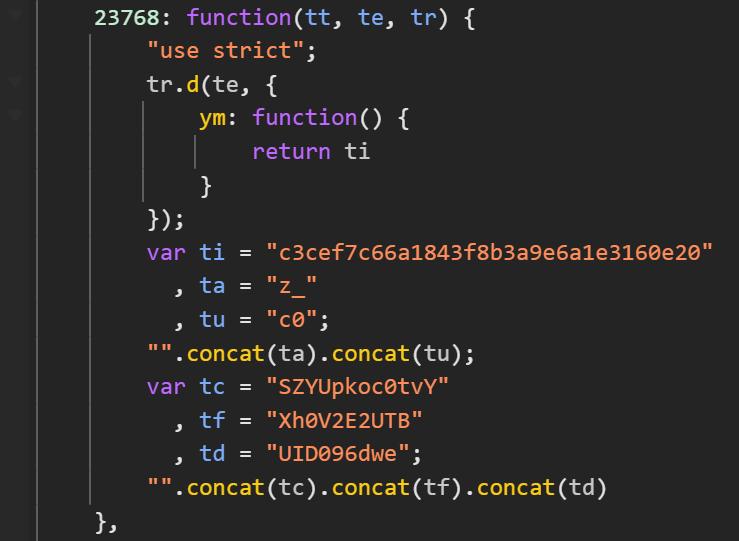 23768: function(tt, te, tr) {
"use strict";
tr.d(te, {
ym: function() {
return ti
}
});
var ti = "c3cef7c66a1843f8b3a9e6a1e3160e20"
, ta = "z_"
, tu = "c0";
"".concat(ta).concat(tu);
var tc = "SZYUpkoc0tvY"
, tf = "Xh0V2E2UTB"
, td = "UID096dwe";
"".concat(tc).concat(tf).concat(td)
},